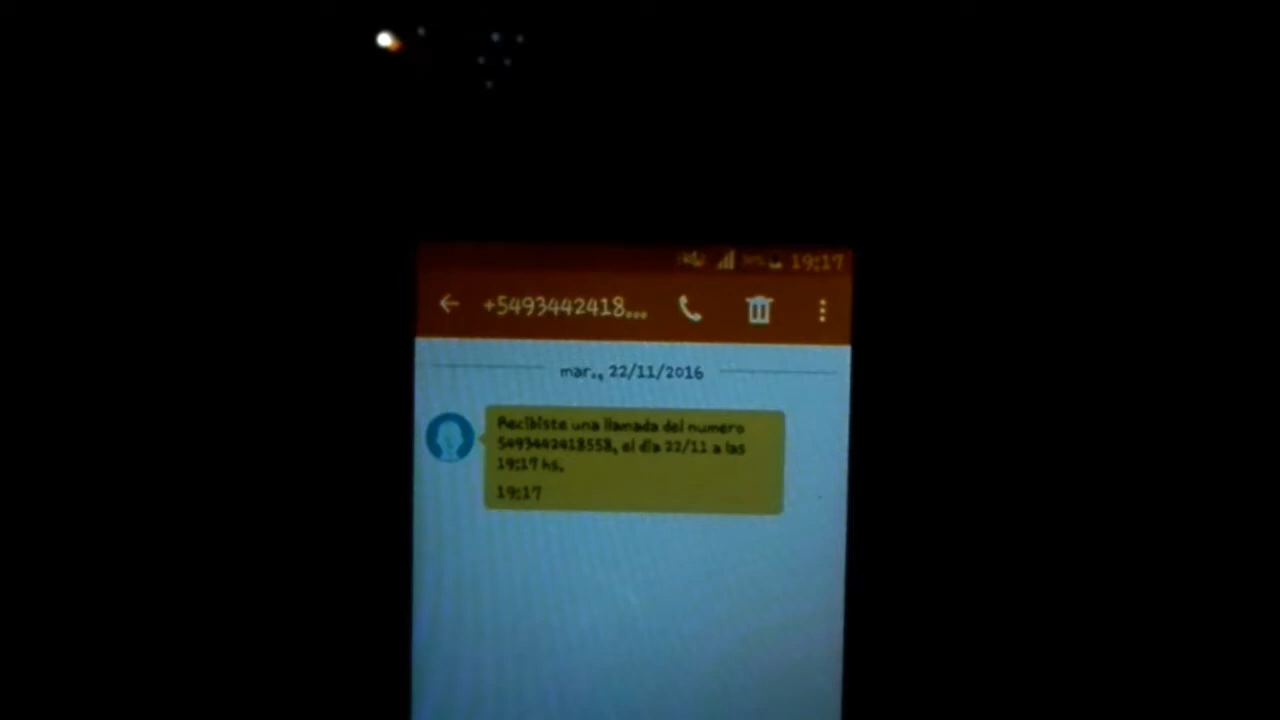 19:17
+5493442418...
mar., 22/11/2016
Recibiste una llamada del numero
5493442418558, el día 22/11 a las
19:17 hs.
19:17